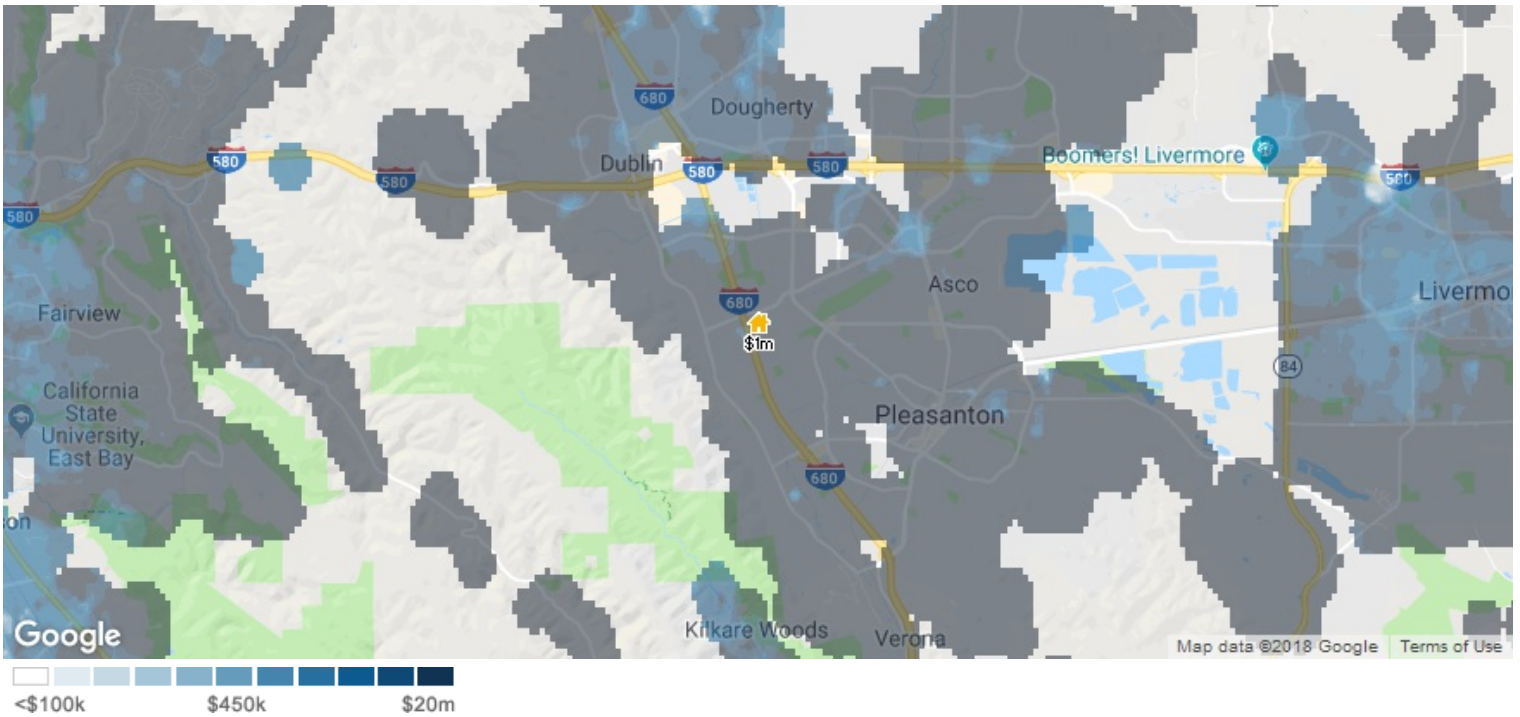 680
Dougherty
580
Dublin
580
580
Boomers! Livermore
580
580
580
Asco
Livermo
680
Fairview
$1m
84
California
State
University,
East Bay
Pleasanton
680
on
Google
Kilkare Woods
Verona
Map data ©2018 Google
Terms of Use
<$100k
$450k
$20m